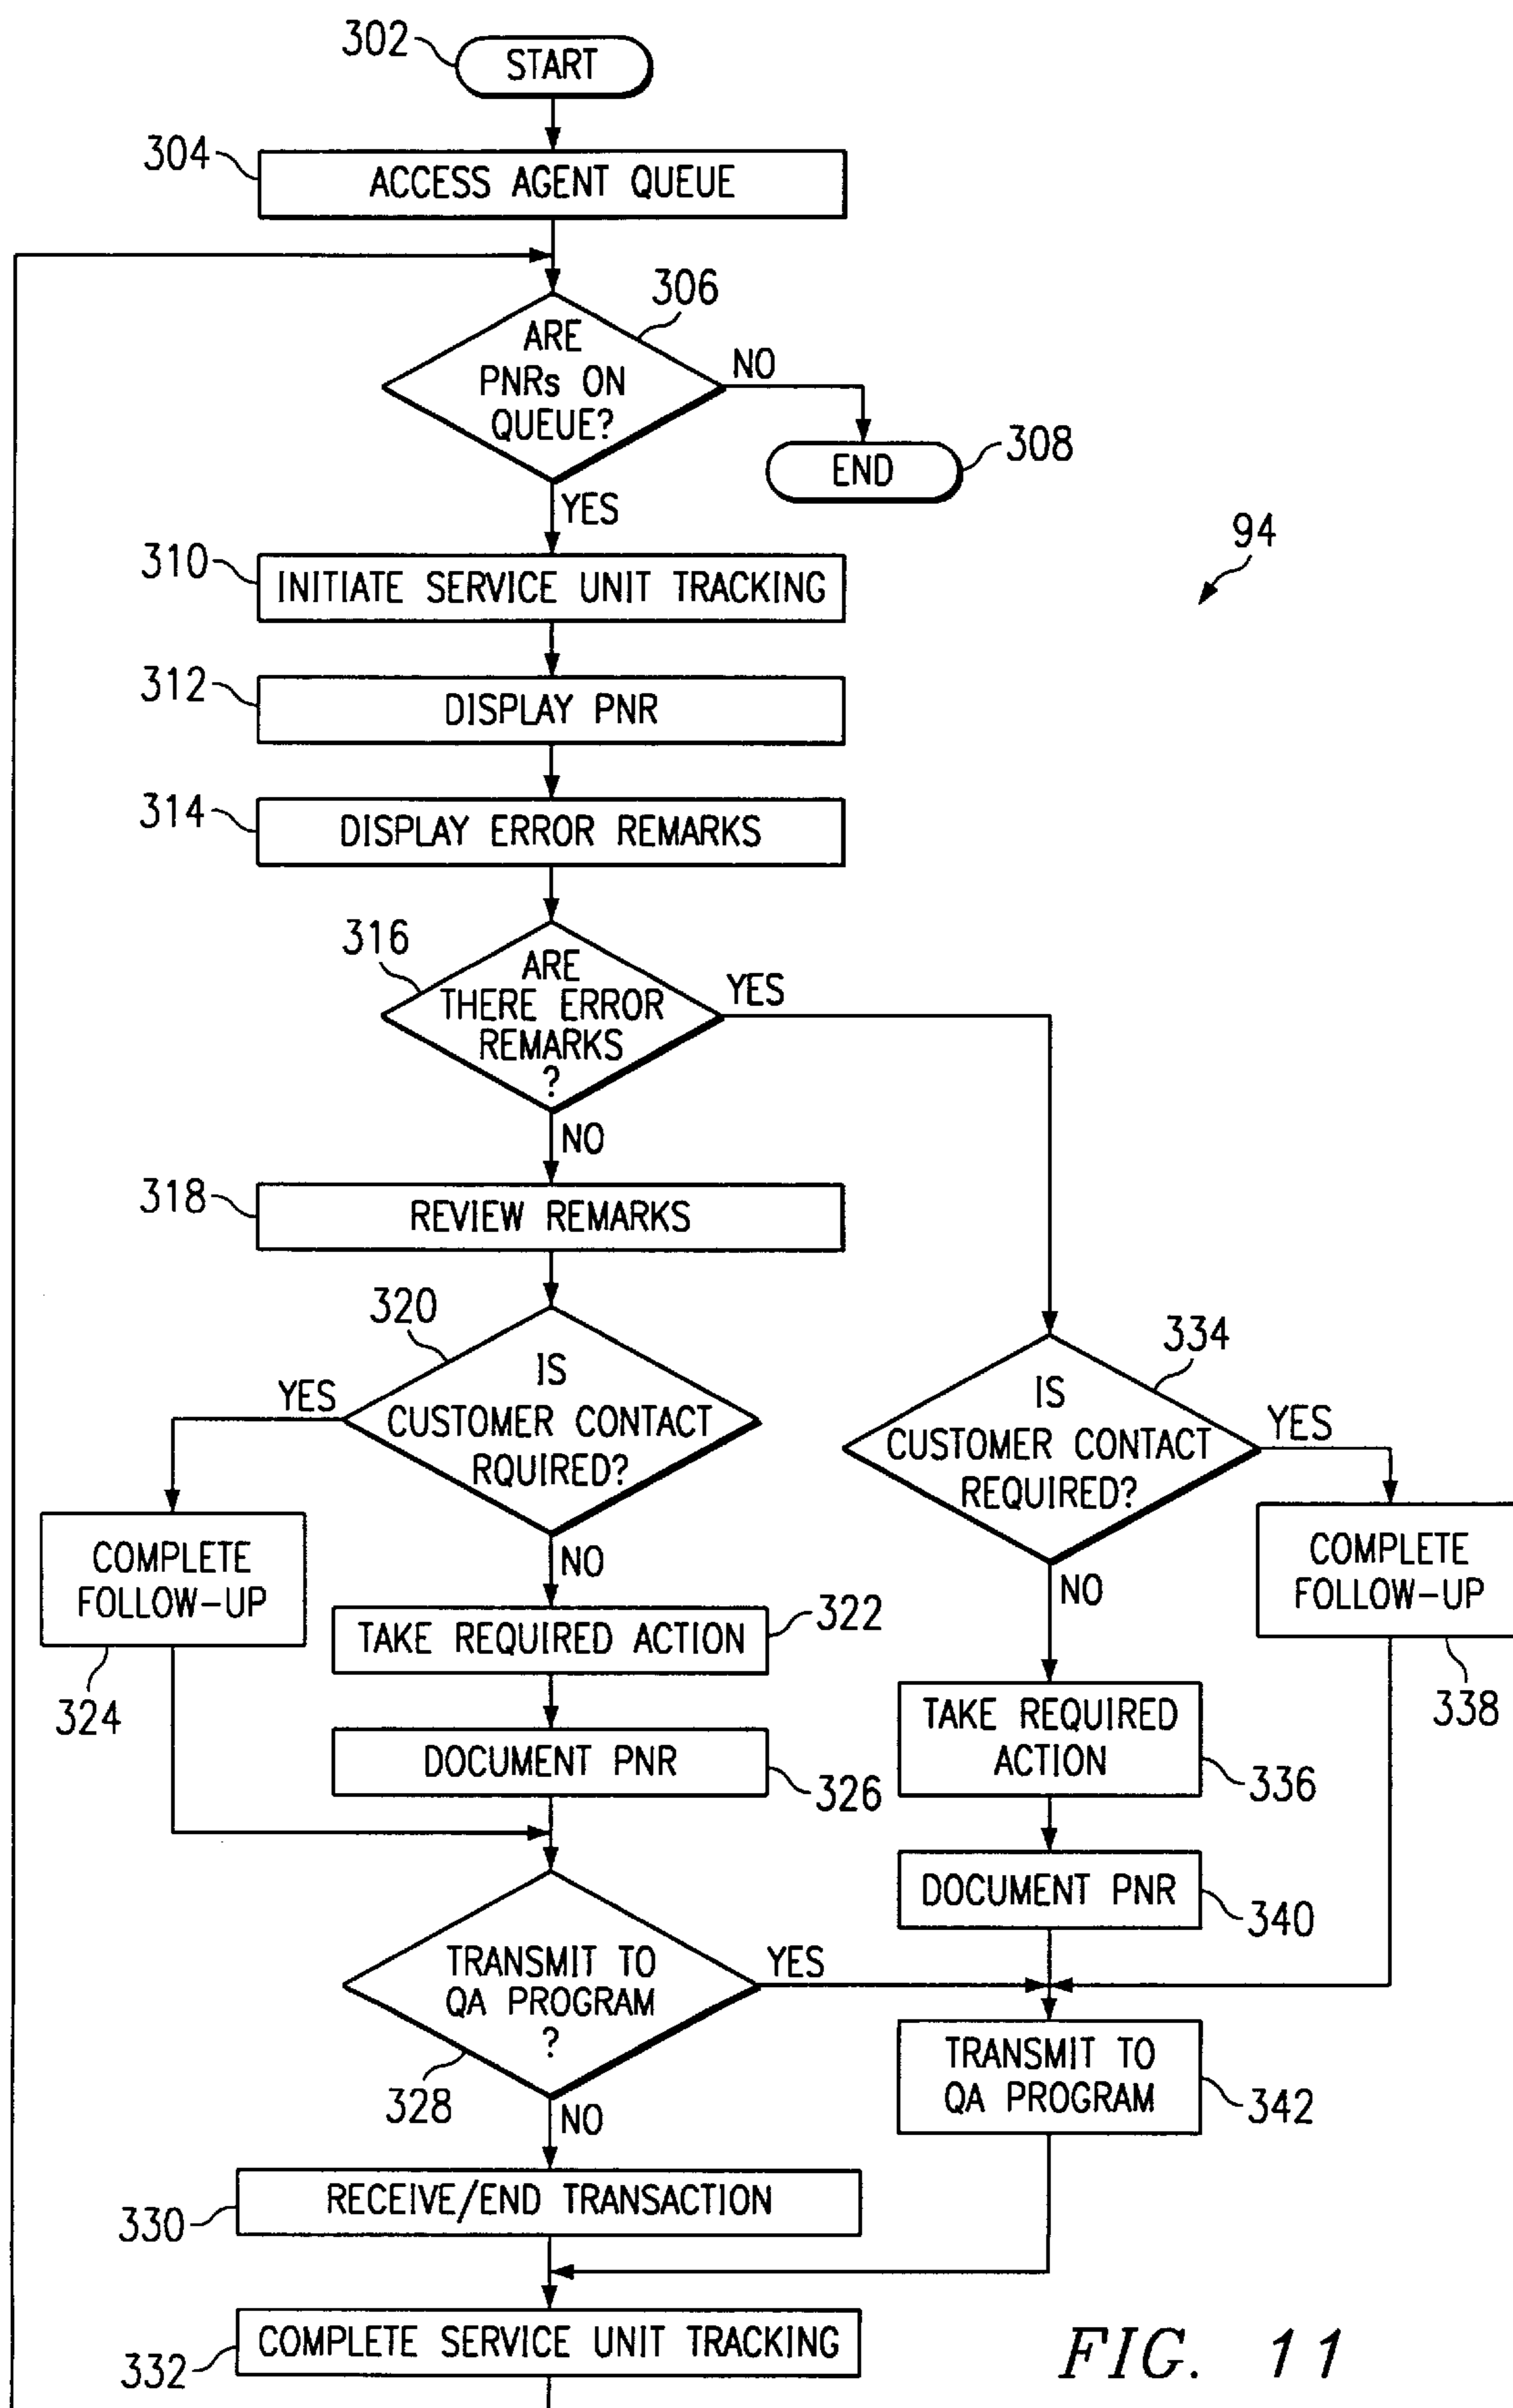 302
START
304
ACCESS AGENT QUEUE
306
ARE
PNRs ON
QUEUE?
NO
END
308
YES
94
310
INITIATE SERVICE UNIT TRACKING
312
DISPLAY PNR
314
DISPLAY ERROR REMARKS
316
ARE
THERE ERROR
REMARKS
?
YES
NO
318
REVIEW REMARKS
320
IS
CUSTOMER CONTACT
RQUIRED?
YES
NO
334
IS
CUSTOMER CONTACT
REQUIRED?
YES
NO
COMPLETE
FOLLOW-UP
324
TAKE REQUIRED ACTION
322
DOCUMENT PNR
326
COMPLETE
FOLLOW-UP
338
TAKE REQUIRED
ACTION
336
DOCUMENT PNR
340
TRANSMIT TO
QA PROGRAM
?
328
YES
NO
TRANSMIT TO
QA PROGRAM
342
RECEIVE/END TRANSACTION
330
COMPLETE SERVICE UNIT TRACKING
332
FIG. 11